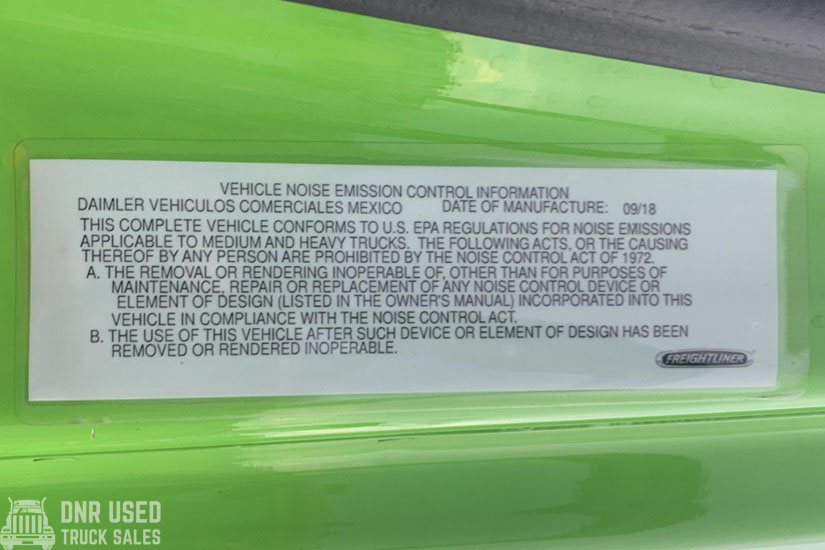 VEHICLE NOISE EMISSION CONTROL INFORMATION
DAIMLER VEHICULOS COMERCIALES MEXICO DATE OF MANUFACTURE: 09/18
THIS COMPLETE VEHICLE CONFORMS TO U.S. EPA REGULATIONS FOR NOISE EMISSIONS
APPLICABLE TO MEDIUM AND HEAVY TRUCKS. THE FOLLOWING ACTS, OR THE CAUSING
THEREOF BY ANY PERSON ARE PROHIBITED BY THE NOISE CONTROL ACT OF 1972.
A. THE REMOVAL OR RENDERING INOPERABLE OF, OTHER THAN FOR PURPOSES OF
MAINTENANCE, REPAIR OR REPLACEMENT OF ANY NOISE CONTROL DEVICE OR
ELEMENT OF DESIGN (LISTED IN THE OWNER'S MANUAL) INCORPORATED INTO THIS
VEHICLE IN COMPLIANCE WITH THE NOISE CONTROL ACT.
B. THE USE OF THIS VEHICLE AFTER SUCH DEVICE OR ELEMENT OF DESIGN HAS BEEN
REMOVED OR RENDERED INOPERABLE.
FREIGHTLINER
DNR USED
TRUCK SALES